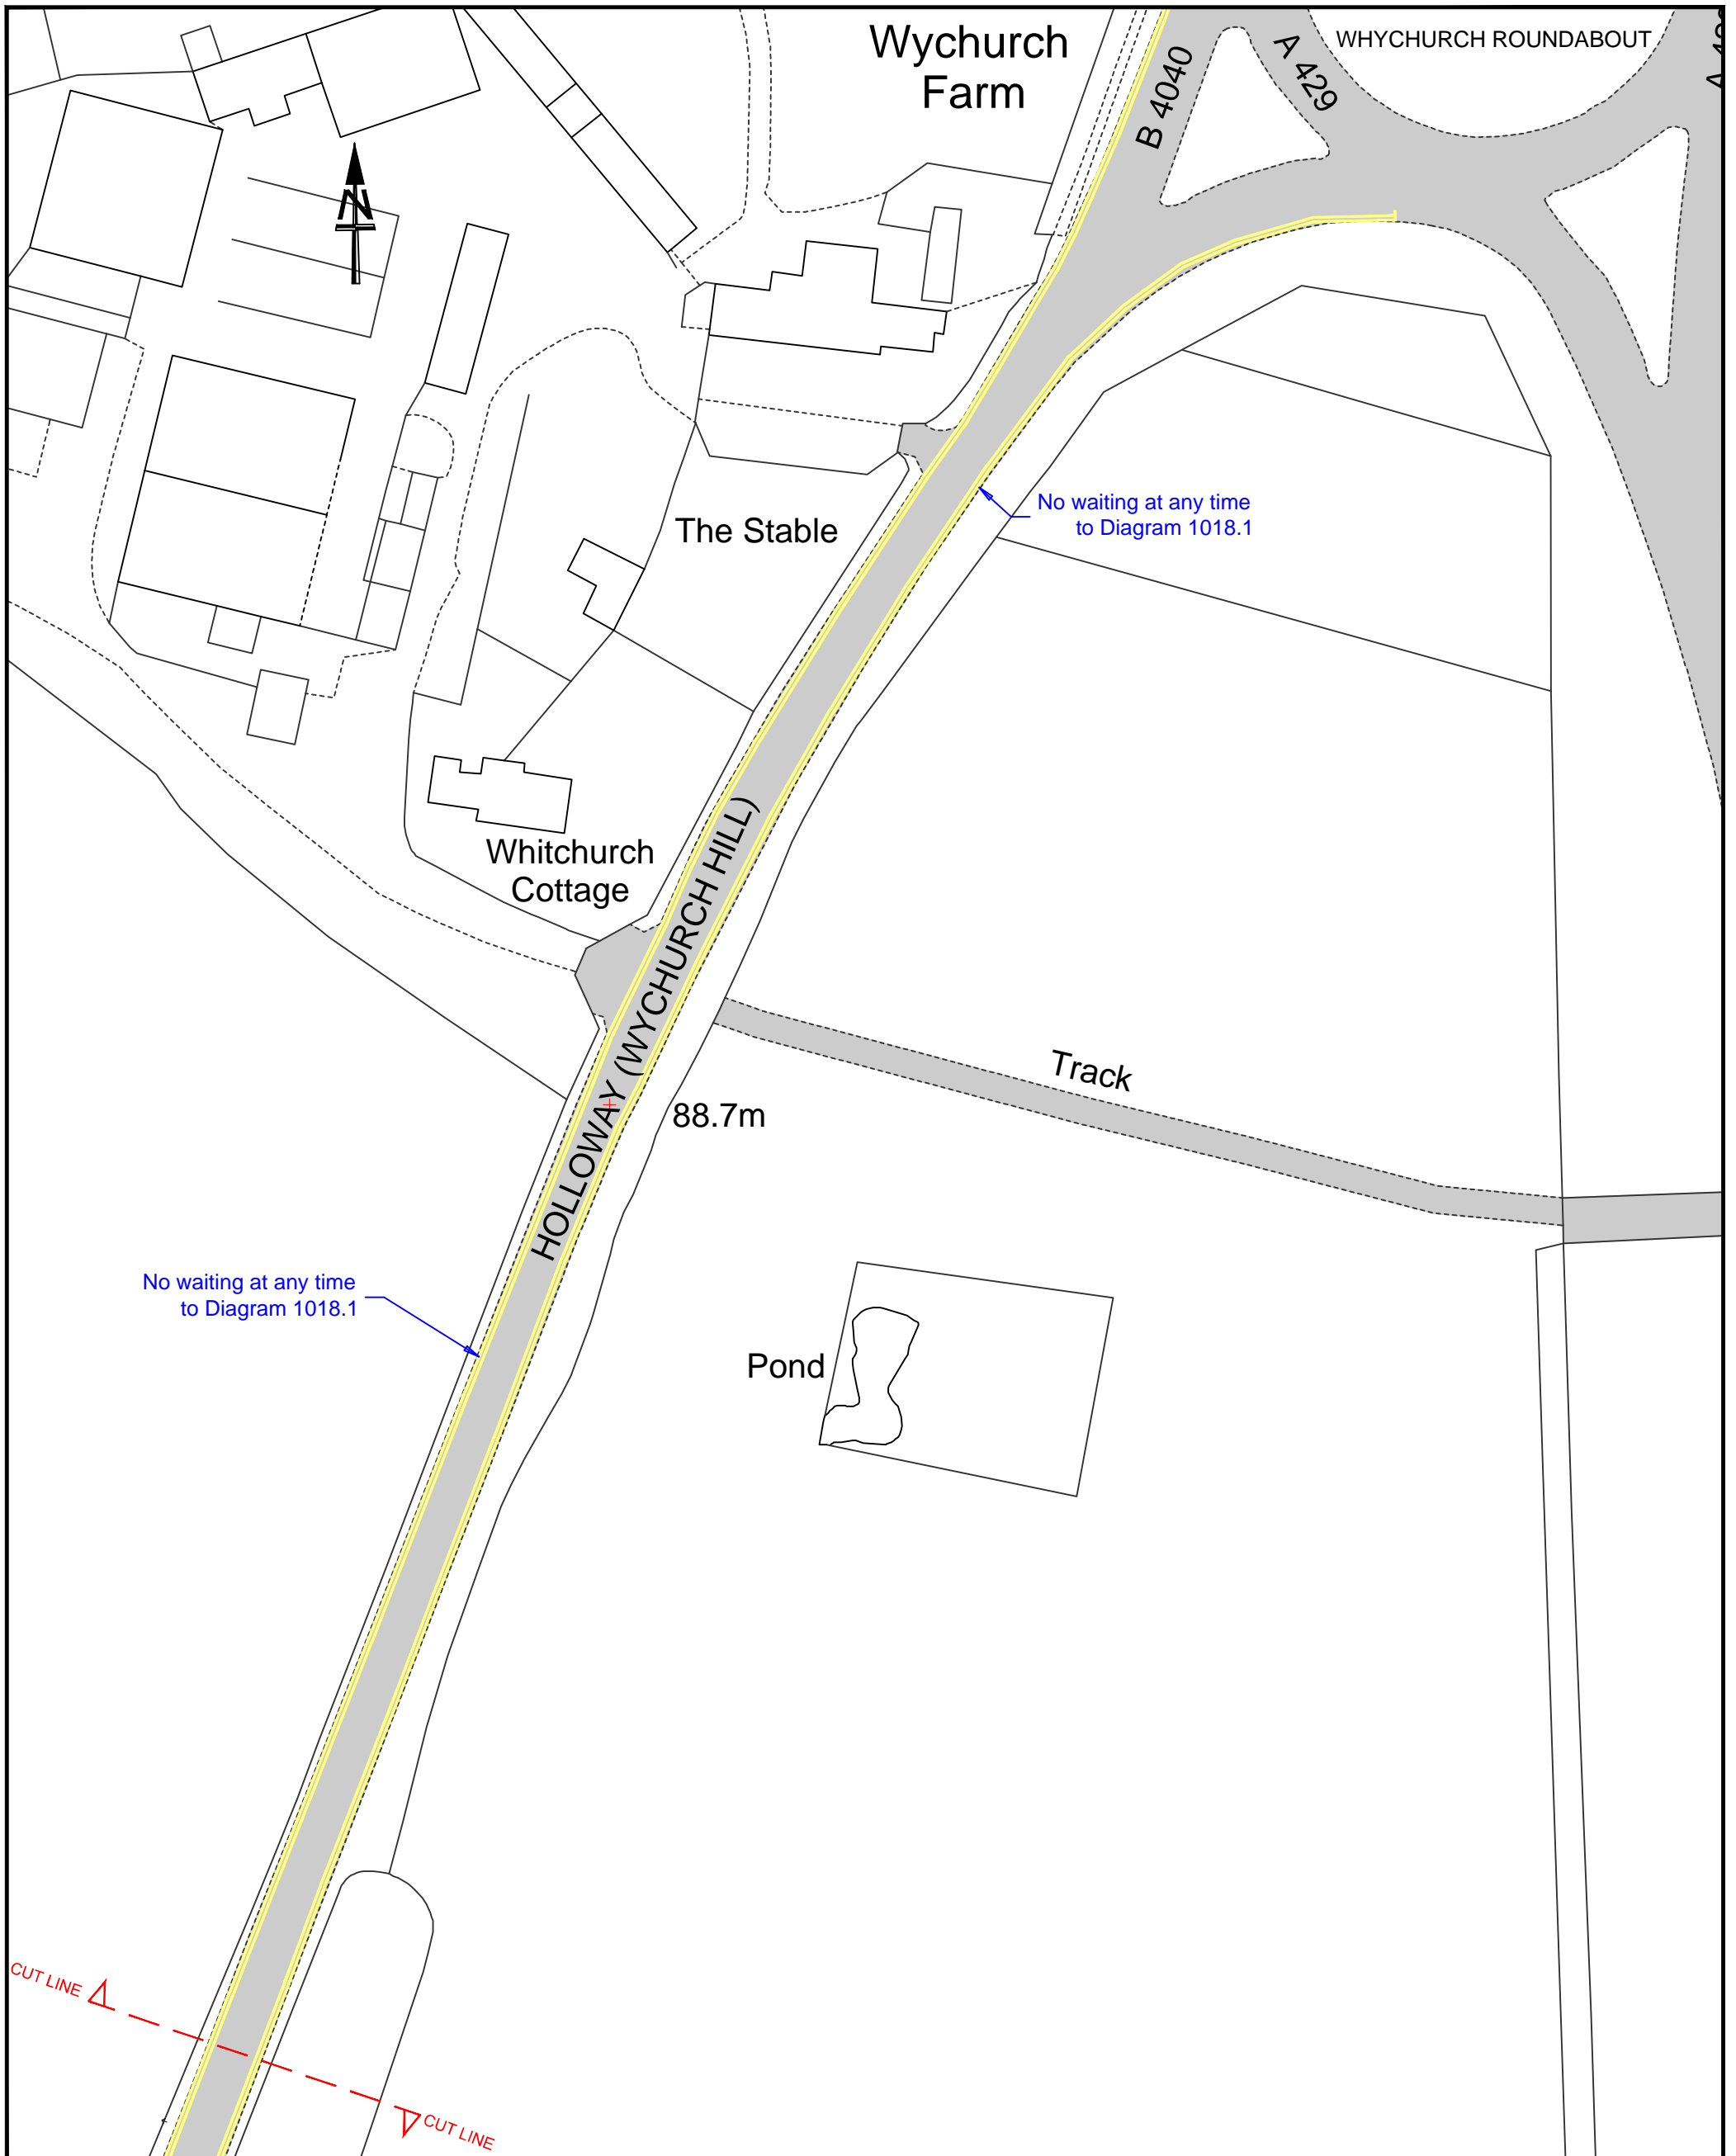 Wychurch
Farm
WHYCHURCH ROUNDABOUT
B 4040
A 429
N
The Stable
No waiting at any time
to Diagram 1018.1
Whitchurch
Cottage
HOLLOWAY (WYCHURCH HILL)
Track
88.7m
No waiting at any time
to Diagram 1018.1
Pond
CUT LINE
CUT LINE